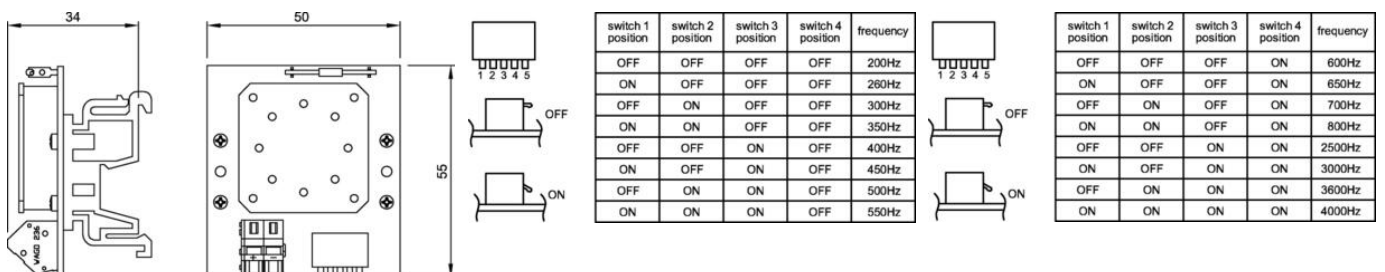 34
50
55
WAGO 236
1 2 3 4 5
OFF
ON
switch 1 position switch 2 position switch 3 position switch 4 position frequency
OFF OFF OFF OFF 200Hz
ON OFF OFF OFF 260Hz
OFF ON OFF OFF 300Hz
ON ON OFF OFF 350Hz
OFF OFF ON OFF 400Hz
ON OFF ON OFF 450Hz
OFF ON ON OFF 500Hz
ON ON ON OFF 550Hz
1 2 3 4 5
OFF
ON
switch 1 position switch 2 position switch 3 position switch 4 position frequency
OFF OFF OFF ON 600Hz
ON OFF OFF ON 650Hz
OFF ON OFF ON 700Hz
ON ON OFF ON 800Hz
OFF OFF ON ON 2500Hz
ON OFF ON ON 3000Hz
OFF ON ON ON 3600Hz
ON ON ON ON 4000Hz